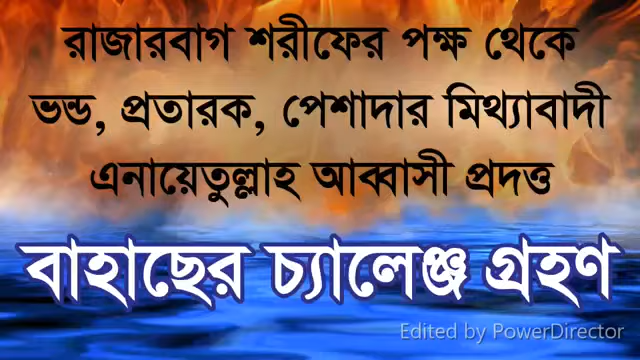 রাজারবাগ শরীফের পক্ষ থেকে
ভন্ড, প্রতারক, পেশাদার মিথ্যাবাদী
এনায়েতুল্লাহ আব্বাসী প্রদত্ত
বাহাছের চ্যালেঞ্জ গ্রহণ
Edited by PowerDirector